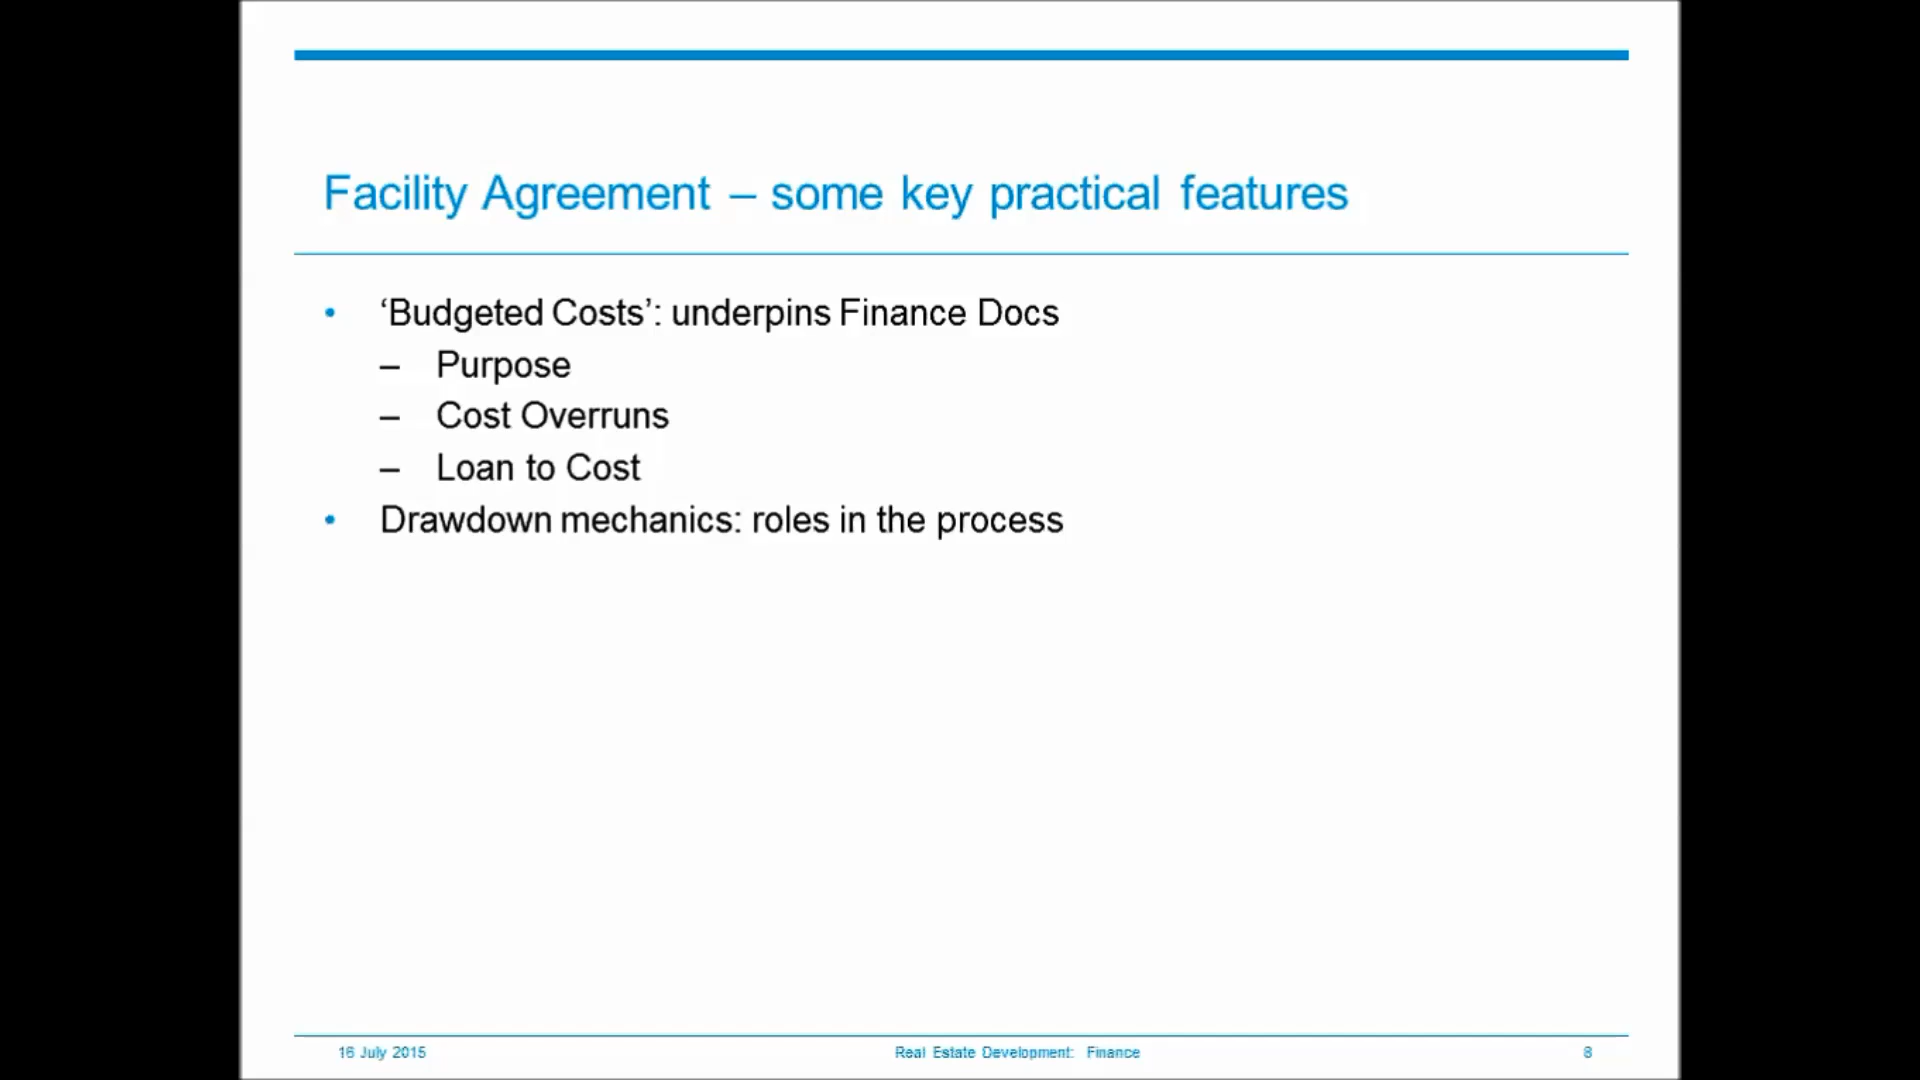 Facility Agreement – some key practical features
• ‘Budgeted Costs’: underpins Finance Docs
– Purpose
– Cost Overruns
– Loan to Cost
• Drawdown mechanics: roles in the process
16 July 2015 Real Estate Development: Finance 8